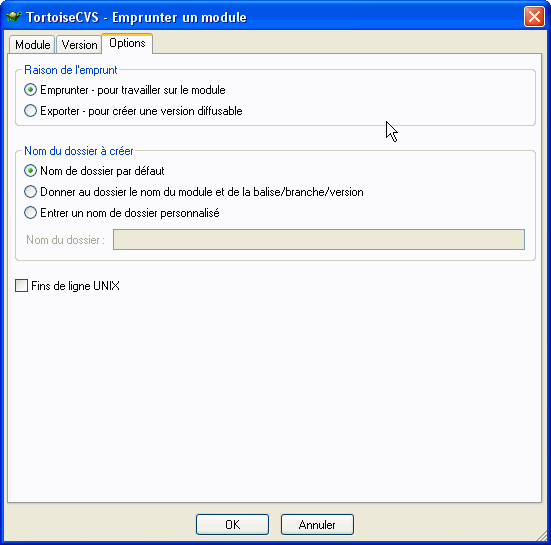 TortoiseCVS - Emprunter un module
Module Version Options
Raison de l'emprunt
Emprunter - pour travailler sur le module
Exporter - pour créer une version diffusable
Nom du dossier à créer
Nom de dossier par défaut
Donner au dossier le nom du module et de la balise/branche/version
Entrer un nom de dossier personnalisé
Nom du dossier :
Fins de ligne UNIX
OK Annuler